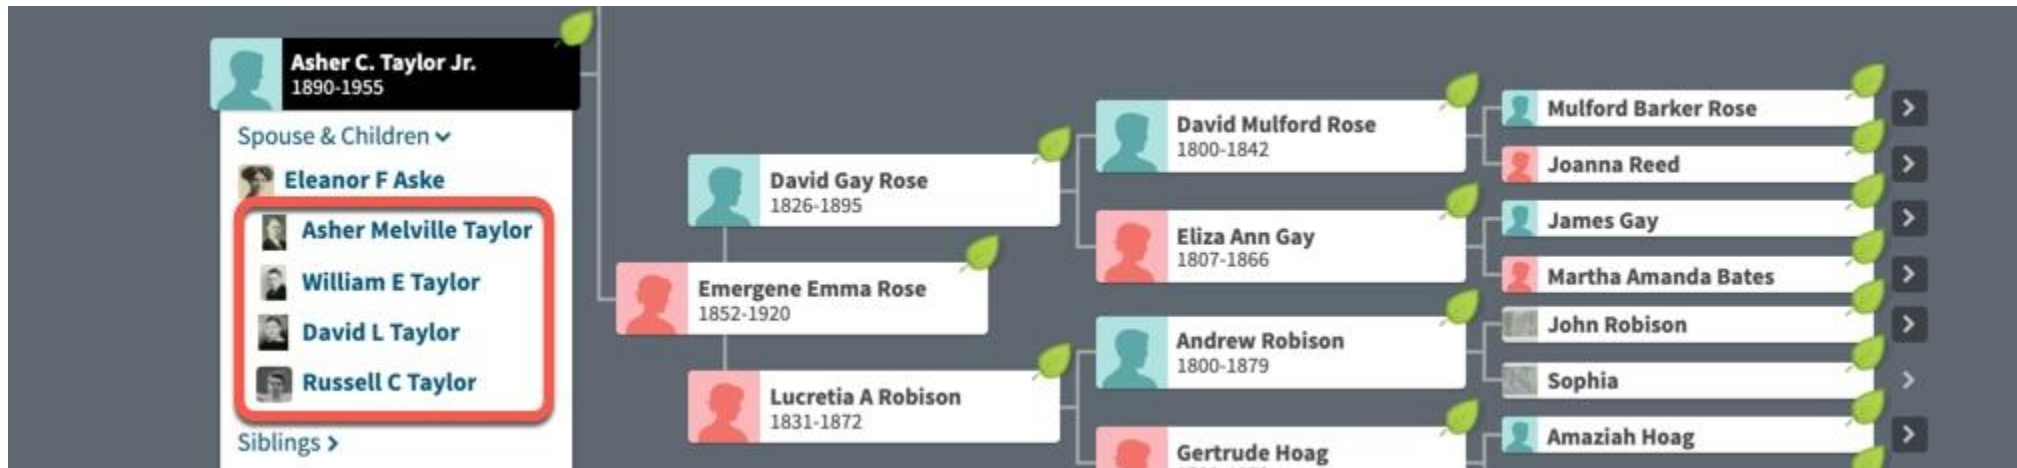 Asher C. Taylor Jr.
1890-1955
Spouse & Children
Eleanor F Aske
Asher Melville Taylor
William E Taylor
David L Taylor
Russell C Taylor
Siblings
David Gay Rose
1826-1895
Emergene Emma Rose
1852-1920
Lucretia A Robison
1831-1872
David Mulford Rose
1800-1842
Eliza Ann Gay
1807-1866
Andrew Robison
1800-1879
Gertrude Hoag
Mulford Barker Rose
Joanna Reed
James Gay
Martha Amanda Bates
John Robison
Sophia
Amaziah Hoag